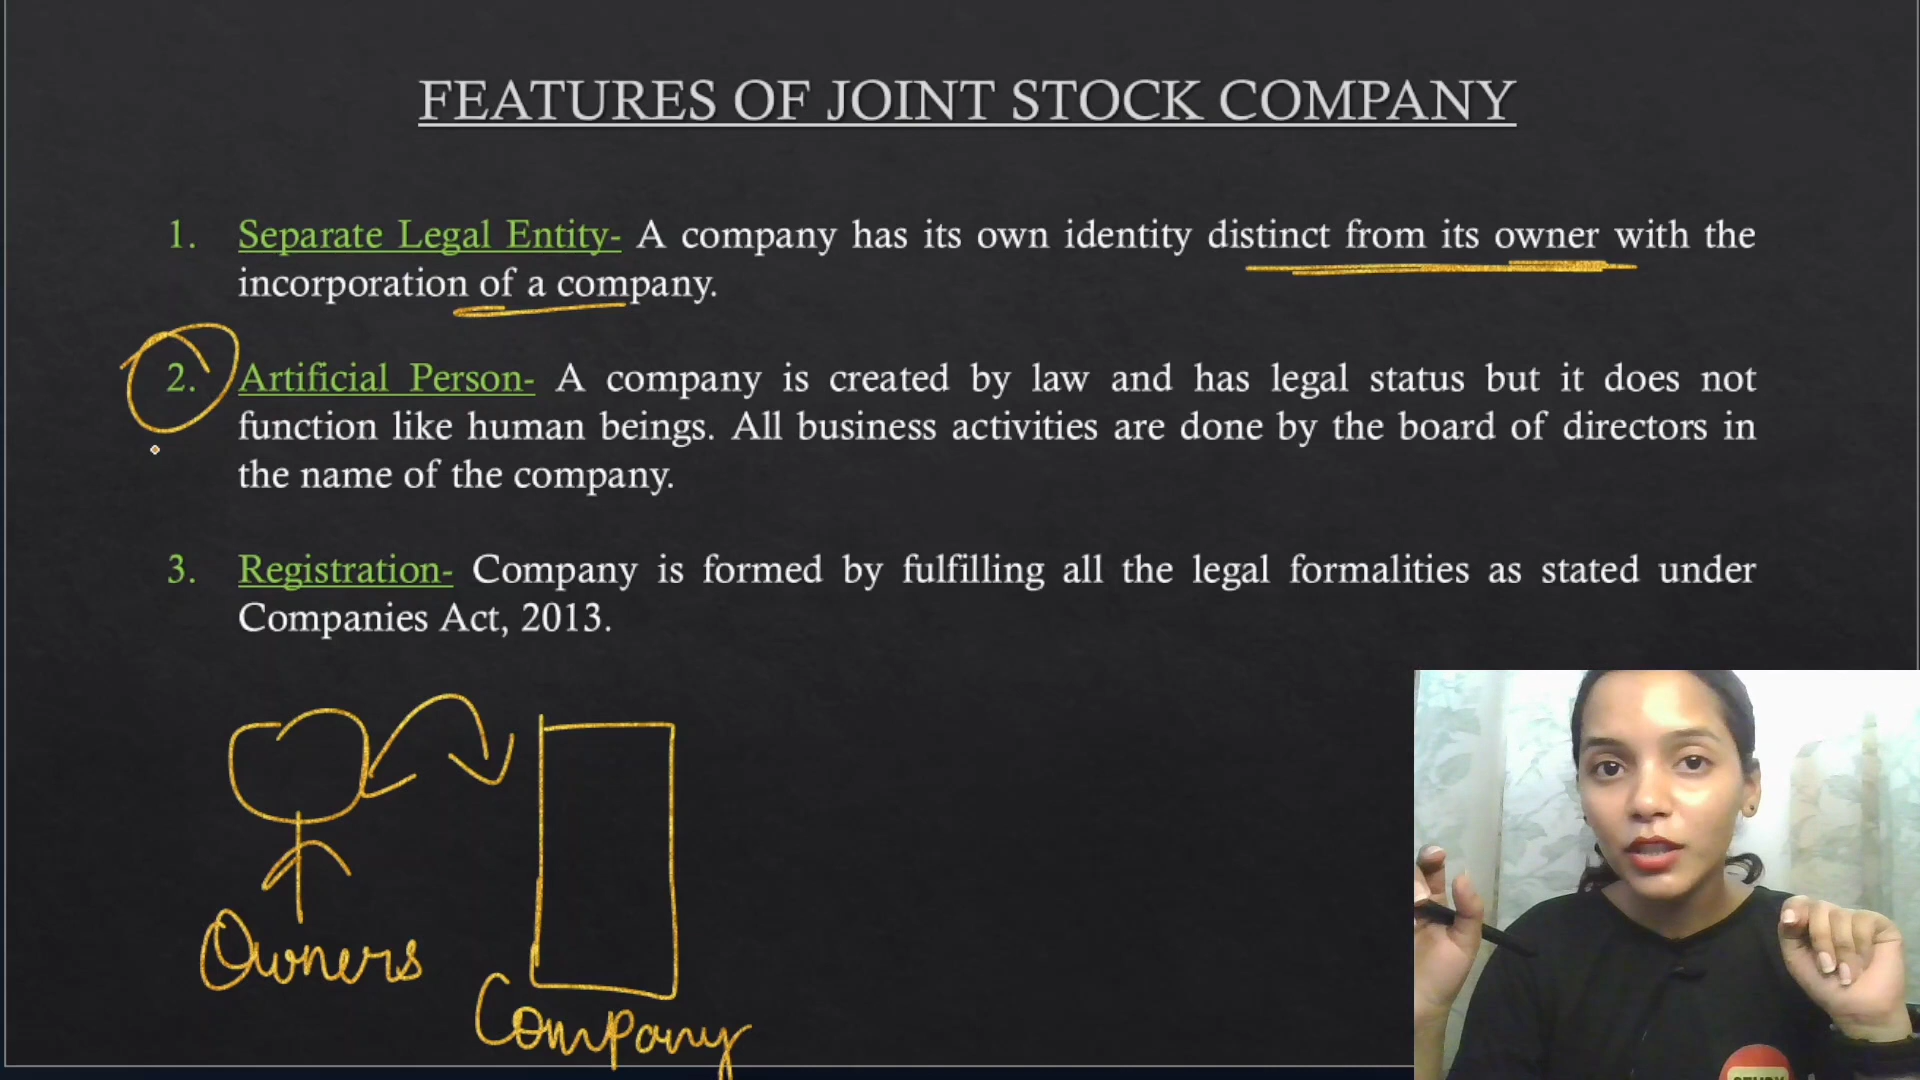 FEATURES OF JOINT STOCK COMPANY
1. Separate Legal Entity- A company has its own identity distinct from its owner with the
incorporation of a company.
2. Artificial Person- A company is created by law and has legal status but it does not
function like human beings. All business activities are done by the board of directors in
the name of the company.
3. Registration- Company is formed by fulfilling all the legal formalities as stated under
Companies Act, 2013.
Owners
Company